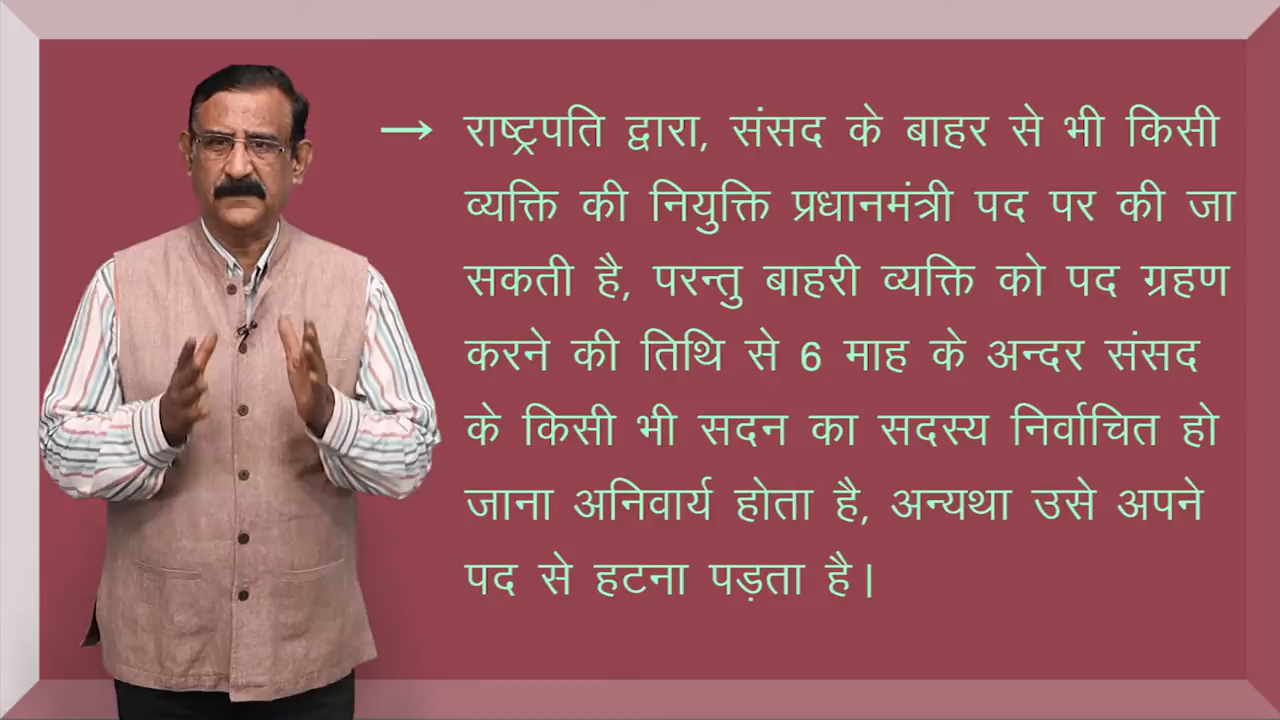 → राष्ट्रपति द्वारा, संसद के बाहर से भी किसी
व्यक्ति की नियुक्ति प्रधानमंत्री पद पर की जा
सकती है, परन्तु बाहरी व्यक्ति को पद ग्रहण
करने की तिथि से 6 माह के अन्दर संसद
के किसी भी सदन का सदस्य निर्वाचित हो
जाना अनिवार्य होता है, अन्यथा उसे अपने
पद से हटना पड़ता है।